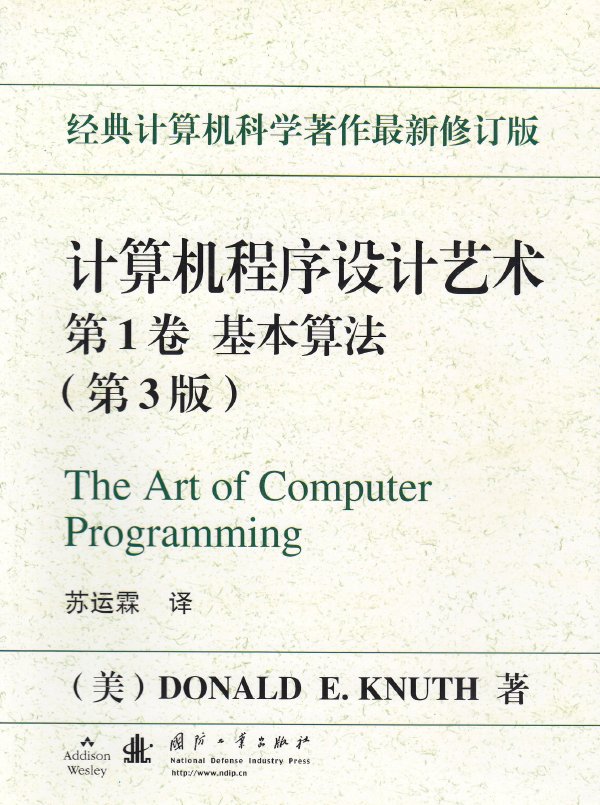 经典计算机科学著作最新修订版
计算机程序设计艺术
第1卷 基本算法
（第3版）
The Art of Computer
Programming
苏运霖 译
（美）DONALD E. KNUTH 著
Addison
Wesley
国防工业出版社
National Defense Industry Press
http://www.ndip.cn